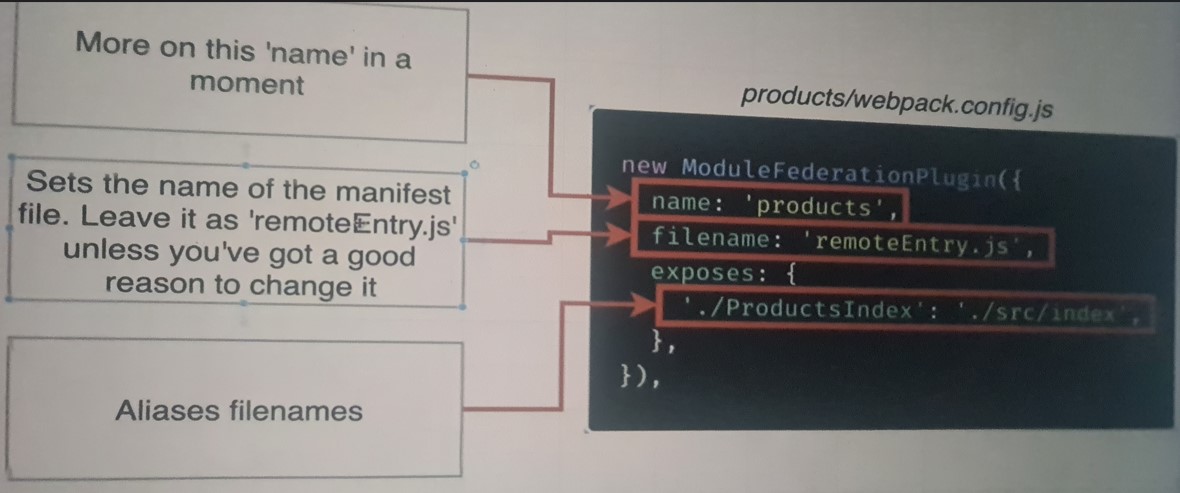 More on this 'name' in a
moment
Sets the name of the manifest
file. Leave it as 'remoteEntry.js'
unless you've got a good
reason to change it
Aliases filenames
products/webpack.config.js
new ModuleFederationPlugin({
name: 'products',
filename: 'remoteEntry.js',
exposes: {
'./ProductsIndex': './src/index',
},
}),